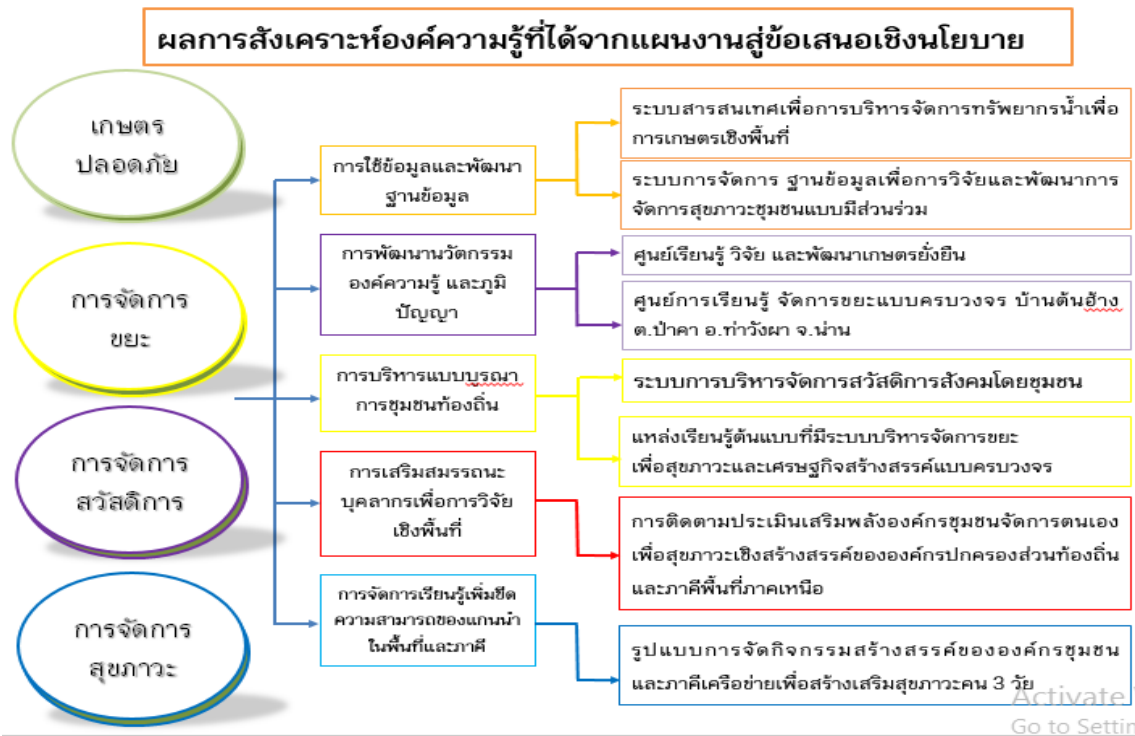 ผลการสังเคราะห์องค์ความรู้ที่ได้จากแผนงานสู่ข้อเสนอเชิงนโยบาย
เกษตร
ปลอดภัย
การจัดการ
ขยะ
การจัดการ
สวัสดิการ
การจัดการ
สุขภาวะ
การใช้ข้อมูลและพัฒนา
ฐานข้อมูล
การพัฒนานวัตกรรม
องค์ความรู้ และภูมิ
ปัญญา
การบริหารแบบบูรณา
การชุมชนท้องถิ่น
การเสริมสมรรถนะ
บุคลากรเพื่อการวิจัย
เชิงพื้นที่
การจัดการเรียนรู้เพิ่มขีด
ความสามารถของแกนนำ
ในพื้นที่และภาคี
ระบบสารสนเทศเพื่อการบริหารจัดการทรัพยากรน้ำเพื่อ
การเกษตรเชิงพื้นที่
ระบบการจัดการ ฐานข้อมูลเพื่อการวิจัยและพัฒนาการ
จัดการสุขภาวะชุมชนแบบมีส่วนร่วม
ศูนย์เรียนรู้ วิจัย และพัฒนาเกษตรยั่งยืน
ศูนย์การเรียนรู้ จัดการขยะแบบครบวงจร บ้านต้นฮ้าง
ต.ป่าคา อ.ท่าวังผา จ.น่าน
ระบบการบริหารจัดการสวัสดิการสังคมโดยชุมชน
แหล่งเรียนรู้ต้นแบบที่มีระบบบริหารจัดการขยะ
เพื่อสุขภาวะและเศรษฐกิจสร้างสรรค์แบบครบวงจร
การติดตามประเมินเสริมพลังองค์กรชุมชนจัดการตนเอง
เพื่อสุขภาวะเชิงสร้างสรรค์ขององค์กรปกครองส่วนท้องถิ่น
และภาคีพื้นที่ภาคเหนือ
รูปแบบการจัดกิจกรรมสร้างสรรค์ขององค์กรชุมชน
และภาคีเครือข่ายเพื่อสร้างเสริมสุขภาวะคน 3 วัย
Activate
Go to Settin